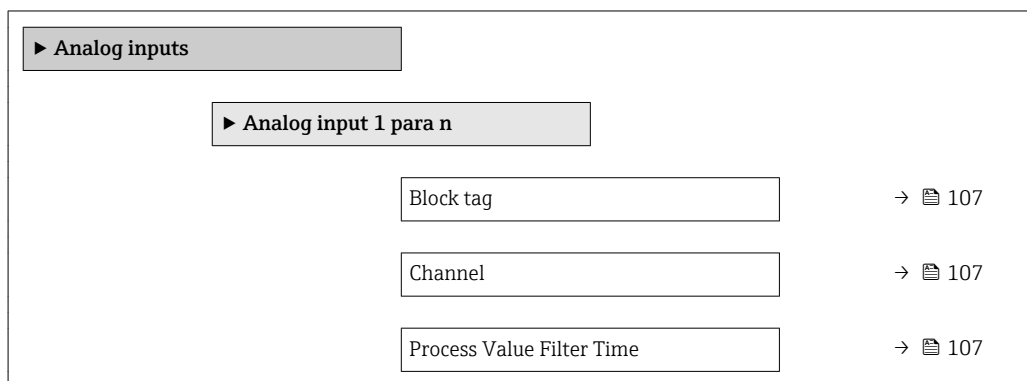 ▶ Analog inputs
▶ Analog input 1 para n
Block tag → 107
Channel → 107
Process Value Filter Time → 107